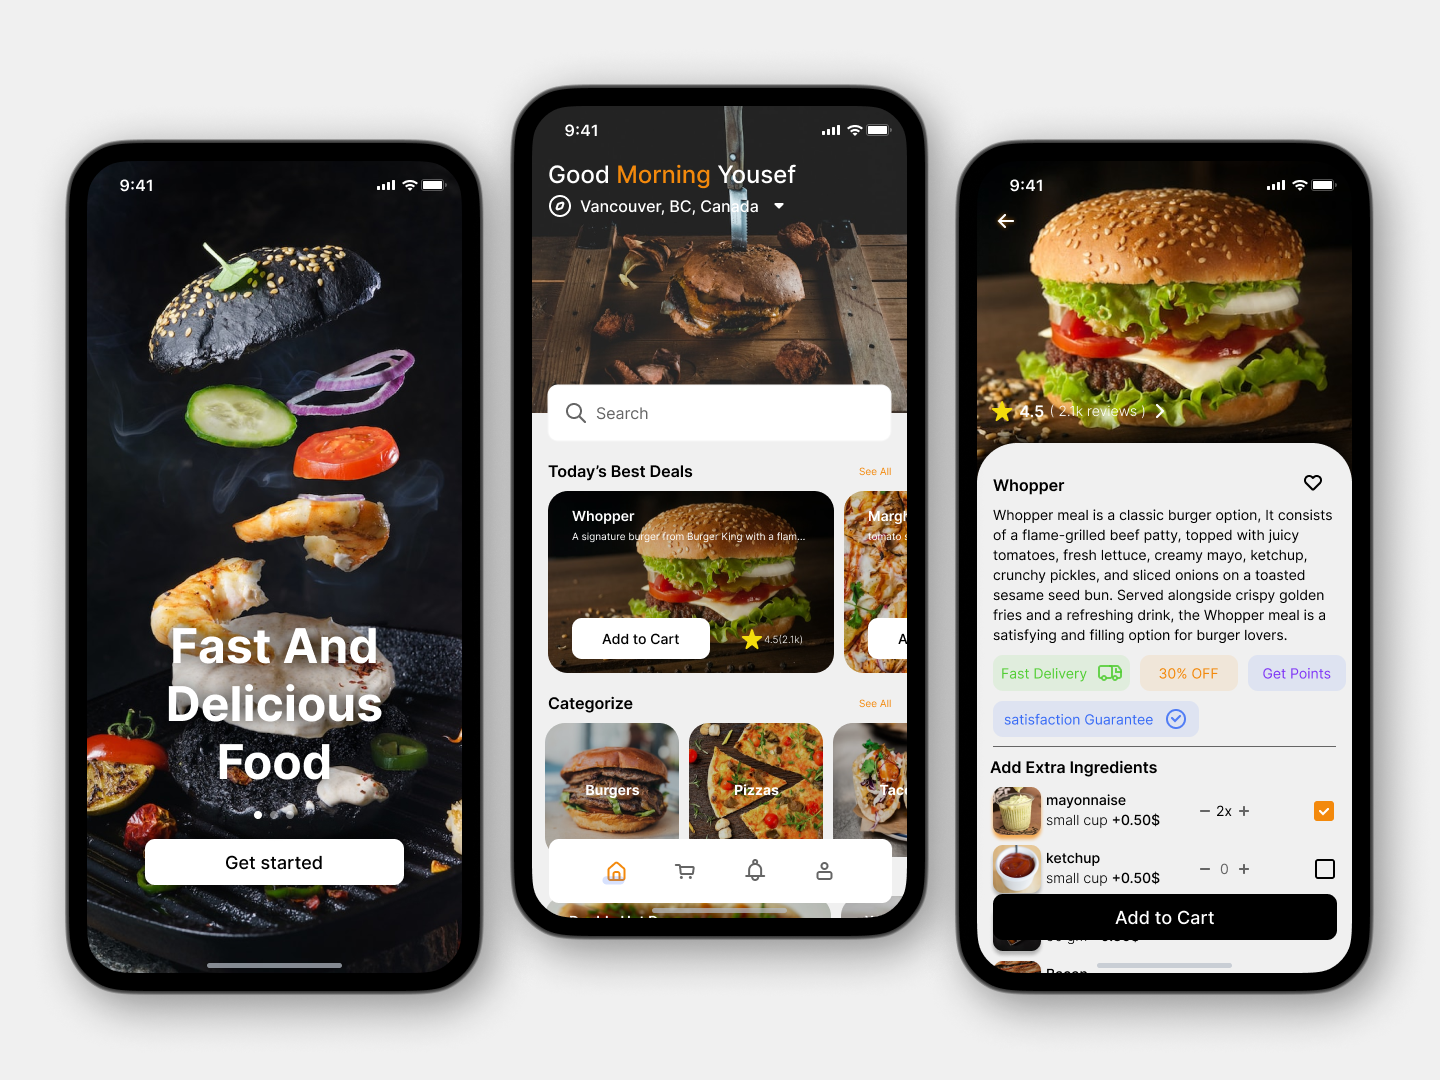 9:41
Fast And
Delicious
Food
Get started
9:41
Good Morning Yousef
Vancouver, BC, Canada
Search
Today's Best Deals
See All
Whopper
A signature burger from Burger King with a flam...
Add to Cart
4.5(2.1k)
tomato s
A
Categorize
See All
Burgers
Pizzas
Taco
9:41
4.5 ( 2.1k reviews )
Whopper
Whopper meal is a classic burger option, It consists
of a flame-grilled beef patty, topped with juicy
tomatoes, fresh lettuce, creamy mayo, ketchup,
crunchy pickles, and sliced onions on a toasted
sesame seed bun. Served alongside crispy golden
fries and a refreshing drink, the Whopper meal is a
satisfying and filling option for burger lovers.
Fast Delivery
30% OFF
Get Points
satisfaction Guarantee
Add Extra Ingredients
mayonnaise
small cup +0.50$
2x
ketchup
small cup +0.50$
0
Add to Cart